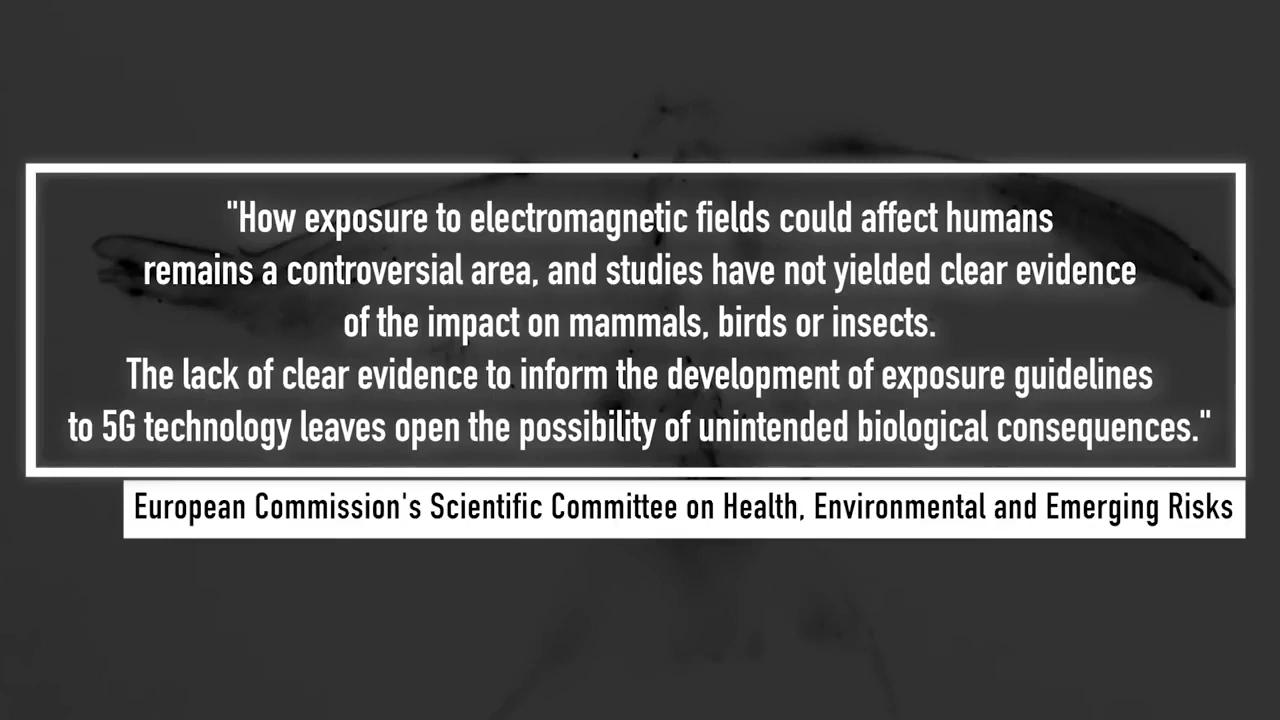 "How exposure to electromagnetic fields could affect humans
remains a controversial area, and studies have not yielded clear evidence
of the impact on mammals, birds or insects.
The lack of clear evidence to inform the development of exposure guidelines
to 5G technology leaves open the possibility of unintended biological consequences."
European Commission's Scientific Committee on Health, Environmental and Emerging Risks